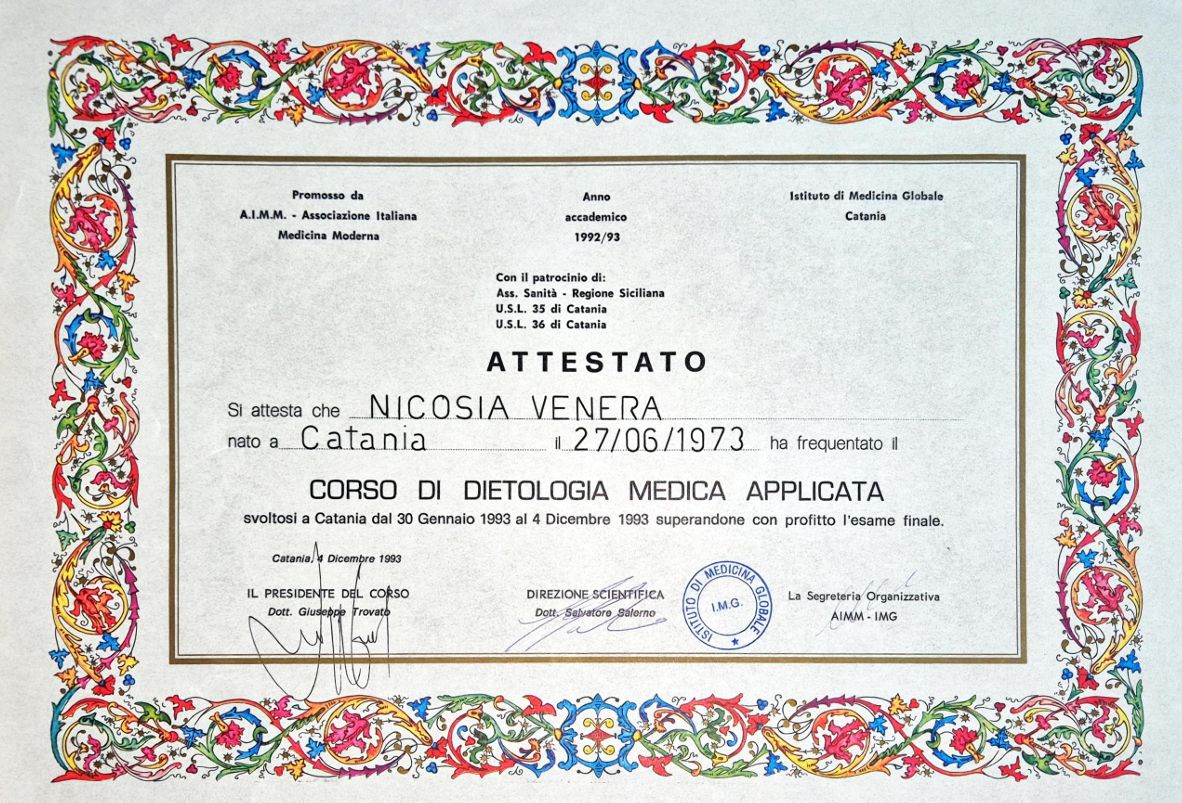 Promosso da
A.I.M.M. - Associazione Italiana
Medicina Moderna
Anno
accademico
1992/93
Istituto di Medicina Globale
Catania
Con il patrocinio di:
Ass. Sanità - Regione Siciliana
U.S.L. 35 di Catania
U.S.L. 36 di Catania
ATTESTATO
Si attesta che NICOSIA VENERA
nato a Catania il 27/06/1973 ha frequentato il
CORSO DI DIETOLOGIA MEDICA APPLICATA
svoltosi a Catania dal 30 Gennaio 1993 al 4 Dicembre 1993 superandone con profitto l'esame finale.
Catania, 4 Dicembre 1993
IL PRESIDENTE DEL CORSO
Dott. Giuseppe Trovato
DIREZIONE SCIENTIFICA
Dott. Salvatore Salerno
ISTITUTO DI MEDICINA GLOBALE
I.M.G.
La Segreteria Organizzativa
AIMM - IMG